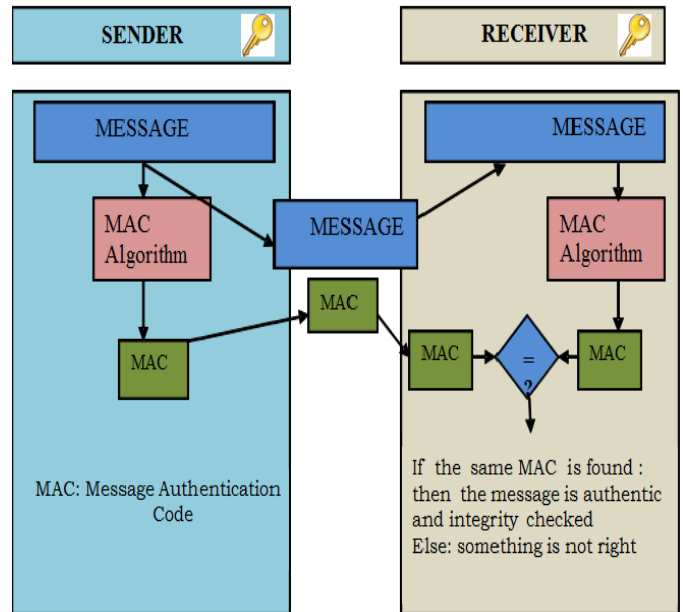 SENDER
RECEIVER
MESSAGE
MESSAGE
MAC
Algorithm
MESSAGE
MAC
Algorithm
MAC
MAC
MAC
=
?
MAC
MAC: Message Authentication
Code
If the same MAC is found :
then the message is authentic
and integrity checked
Else: something is not right